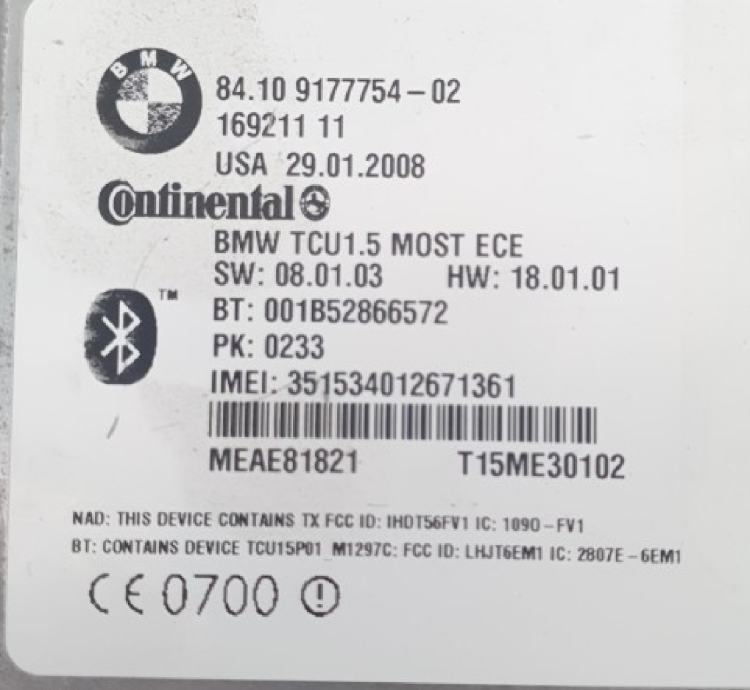 BMW
84.10 9177754-02
169211 11
USA 29.01.2008
Continental
BMW TCU1.5 MOST ECE
SW: 08.01.03 HW: 18.01.01
TM
BT: 001B52866572
PK: 0233
IMEI: 351534012671361
MEAE81821 T15ME30102
NAD: THIS DEVICE CONTAINS TX FCC ID: IHDT56FV1 IC: 1090-FV1
BT: CONTAINS DEVICE TCU15P01_M1297C: FCC ID: LHJT6EM1 IC: 2807E-6EM1
CE 0700